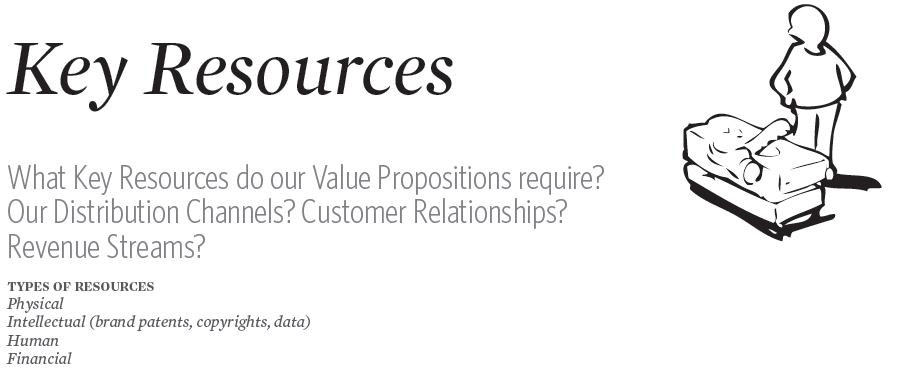 Key Resources
What Key Resources do our Value Propositions require?
Our Distribution Channels? Customer Relationships?
Revenue Streams?
TYPES OF RESOURCES
Physical
Intellectual (brand patents, copyrights, data)
Human
Financial